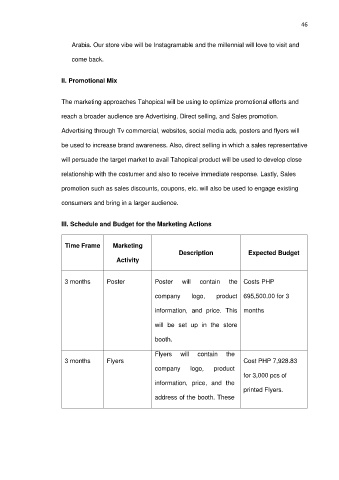 46
Arabia. Our store vibe will be Instagramable and the millennial will love to visit and
come back.
II. Promotional Mix
The marketing approaches Tahopical will be using to optimize promotional efforts and
reach a broader audience are Advertising, Direct selling, and Sales promotion.
Advertising through Tv commercial, websites, social media ads, posters and flyers will
be used to increase brand awareness. Also, direct selling in which a sales representative
will persuade the target market to avail Tahopical product will be used to develop close
relationship with the costumer and also to receive immediate response. Lastly, Sales
promotion such as sales discounts, coupons, etc. will also be used to engage existing
consumers and bring in a larger audience.
III. Schedule and Budget for the Marketing Actions
Time Frame
Marketing
Activity
Description
Expected Budget
3 months
Poster
Poster will contain the
company logo, product
information, and price. This
will be set up in the store
booth.
Costs PHP
695,500.00 for 3
months
3 months
Flyers
Flyers will contain the
company logo, product
information, price, and the
address of the booth. These
Cost PHP 7,928.83
for 3,000 pcs of
printed Flyers.